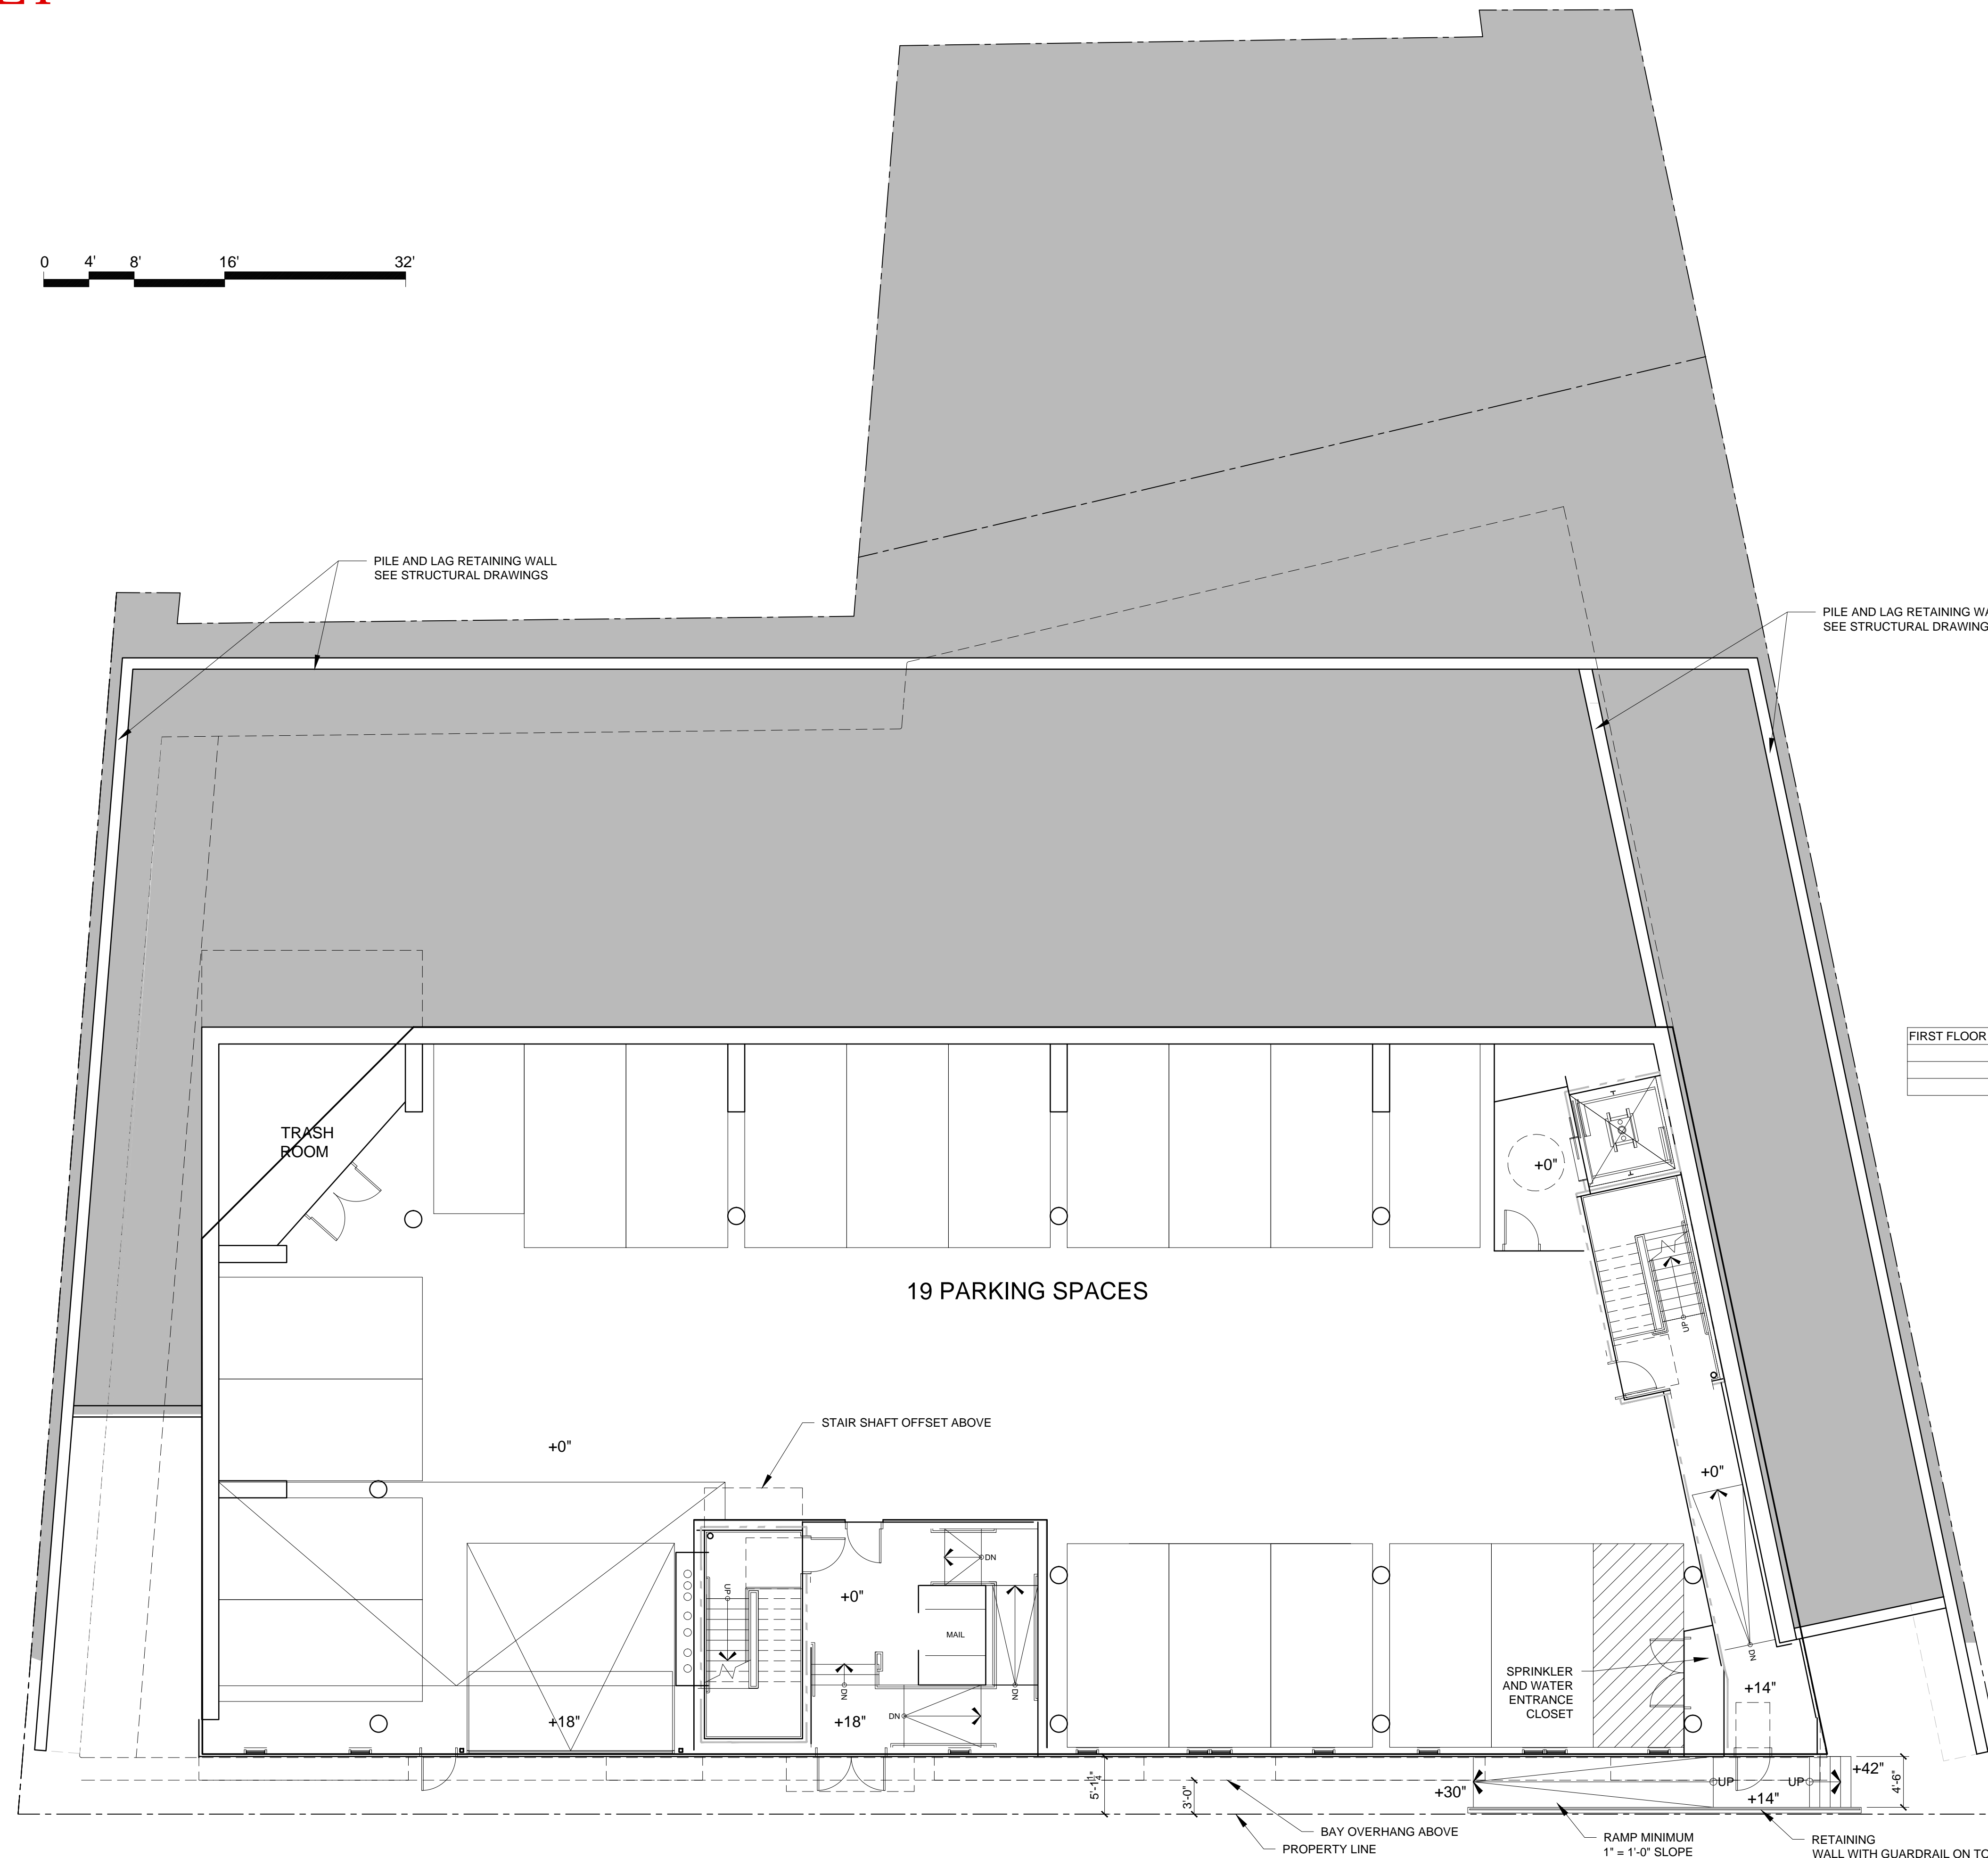 0 4' 8' 16' 32'
PILE AND LAG RETAINING WALL
SEE STRUCTURAL DRAWINGS
PILE AND LAG RETAINING
SEE STRUCTURAL
FIRST FLOOR
TRASH
ROOM
+0"
19 PARKING SPACES
UP
STAIR SHAFT OFFSET ABOVE
+0"
+0"
UP
DN
+0"
MAIL
DN
DN
DN
+18"
+18"
SPRINKLER
AND WATER
ENTRANCE
CLOSET
DN
+14"
5'-1 1/4"
3'-0"
+30"
UP
UP
+14"
+42"
4'-6"
BAY OVERHANG ABOVE
PROPERTY LINE
RAMP MINIMUM
1" = 1'-0" SLOPE
RETAINING
WALL WITH GUARDRAIL ON